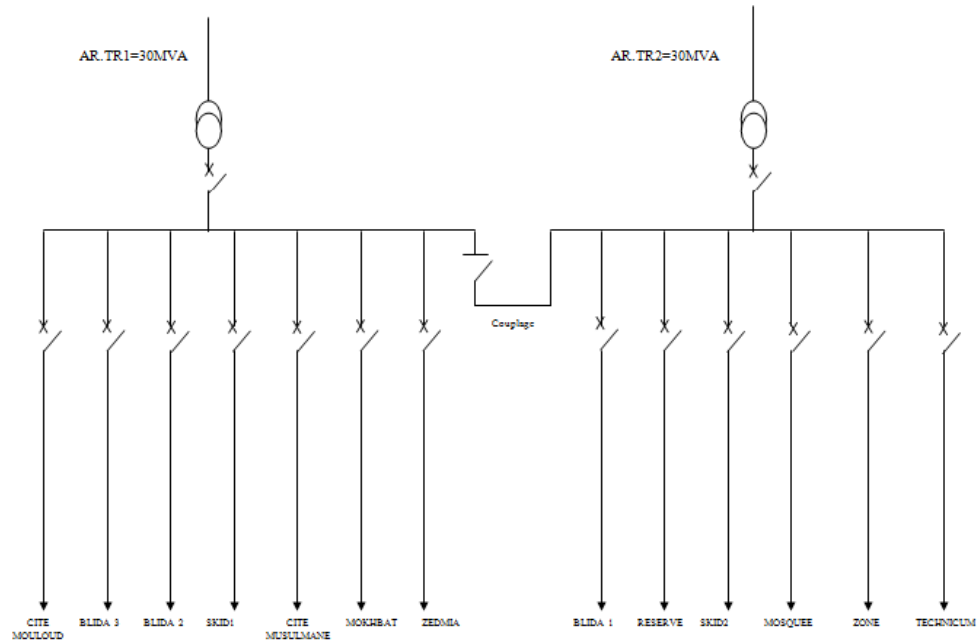 AR.TR1=30MVA
AR.TR2=30MVA
Couplage
CITE
MOULOUD
BLIDA 3
BLIDA 2
SKID1
CITE
MUSULMANE
MOKHBAT
ZEDMIA
BLIDA 1
RESERVE
SKID2
MOSQUEE
ZONE
TECHNICUM